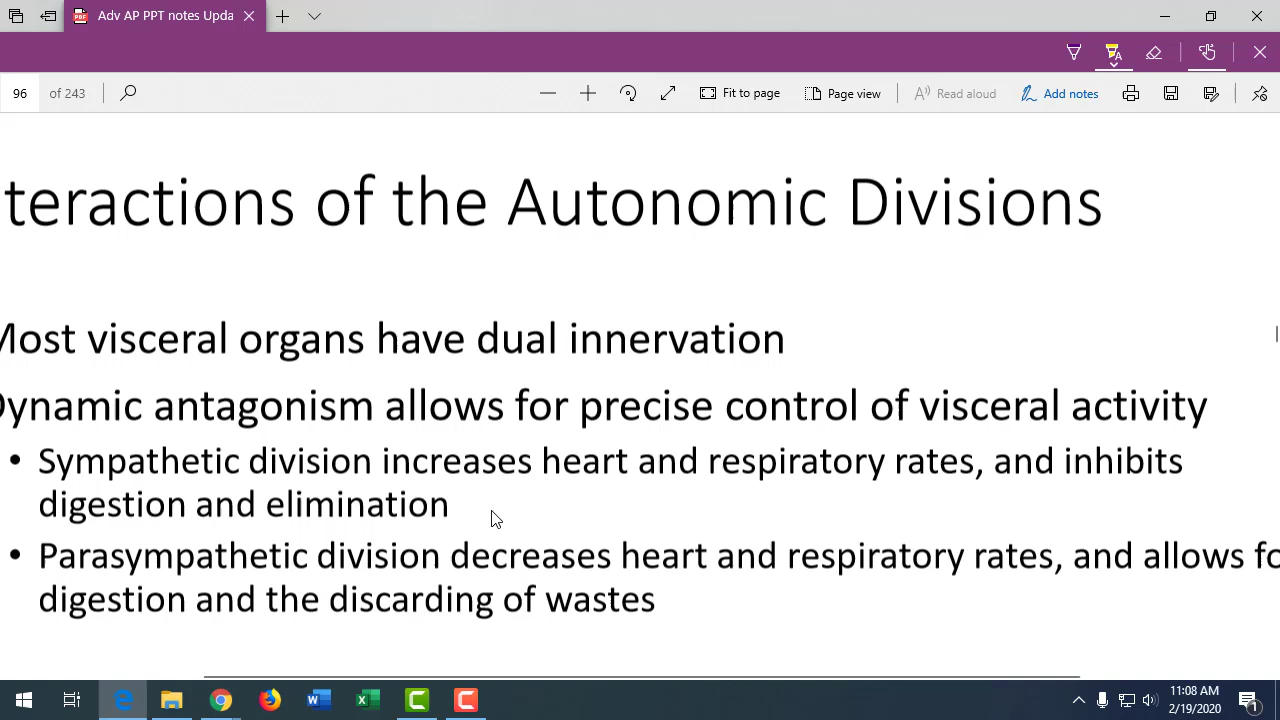 Adv AP PPT notes Upda
96 of 243 Fit to page Page view Read aloud Add notes
teractions of the Autonomic Divisions
Most visceral organs have dual innervation
Dynamic antagonism allows for precise control of visceral activity
• Sympathetic division increases heart and respiratory rates, and inhibits
digestion and elimination
• Parasympathetic division decreases heart and respiratory rates, and allows fo
digestion and the discarding of wastes
11:08 AM
2/19/2020